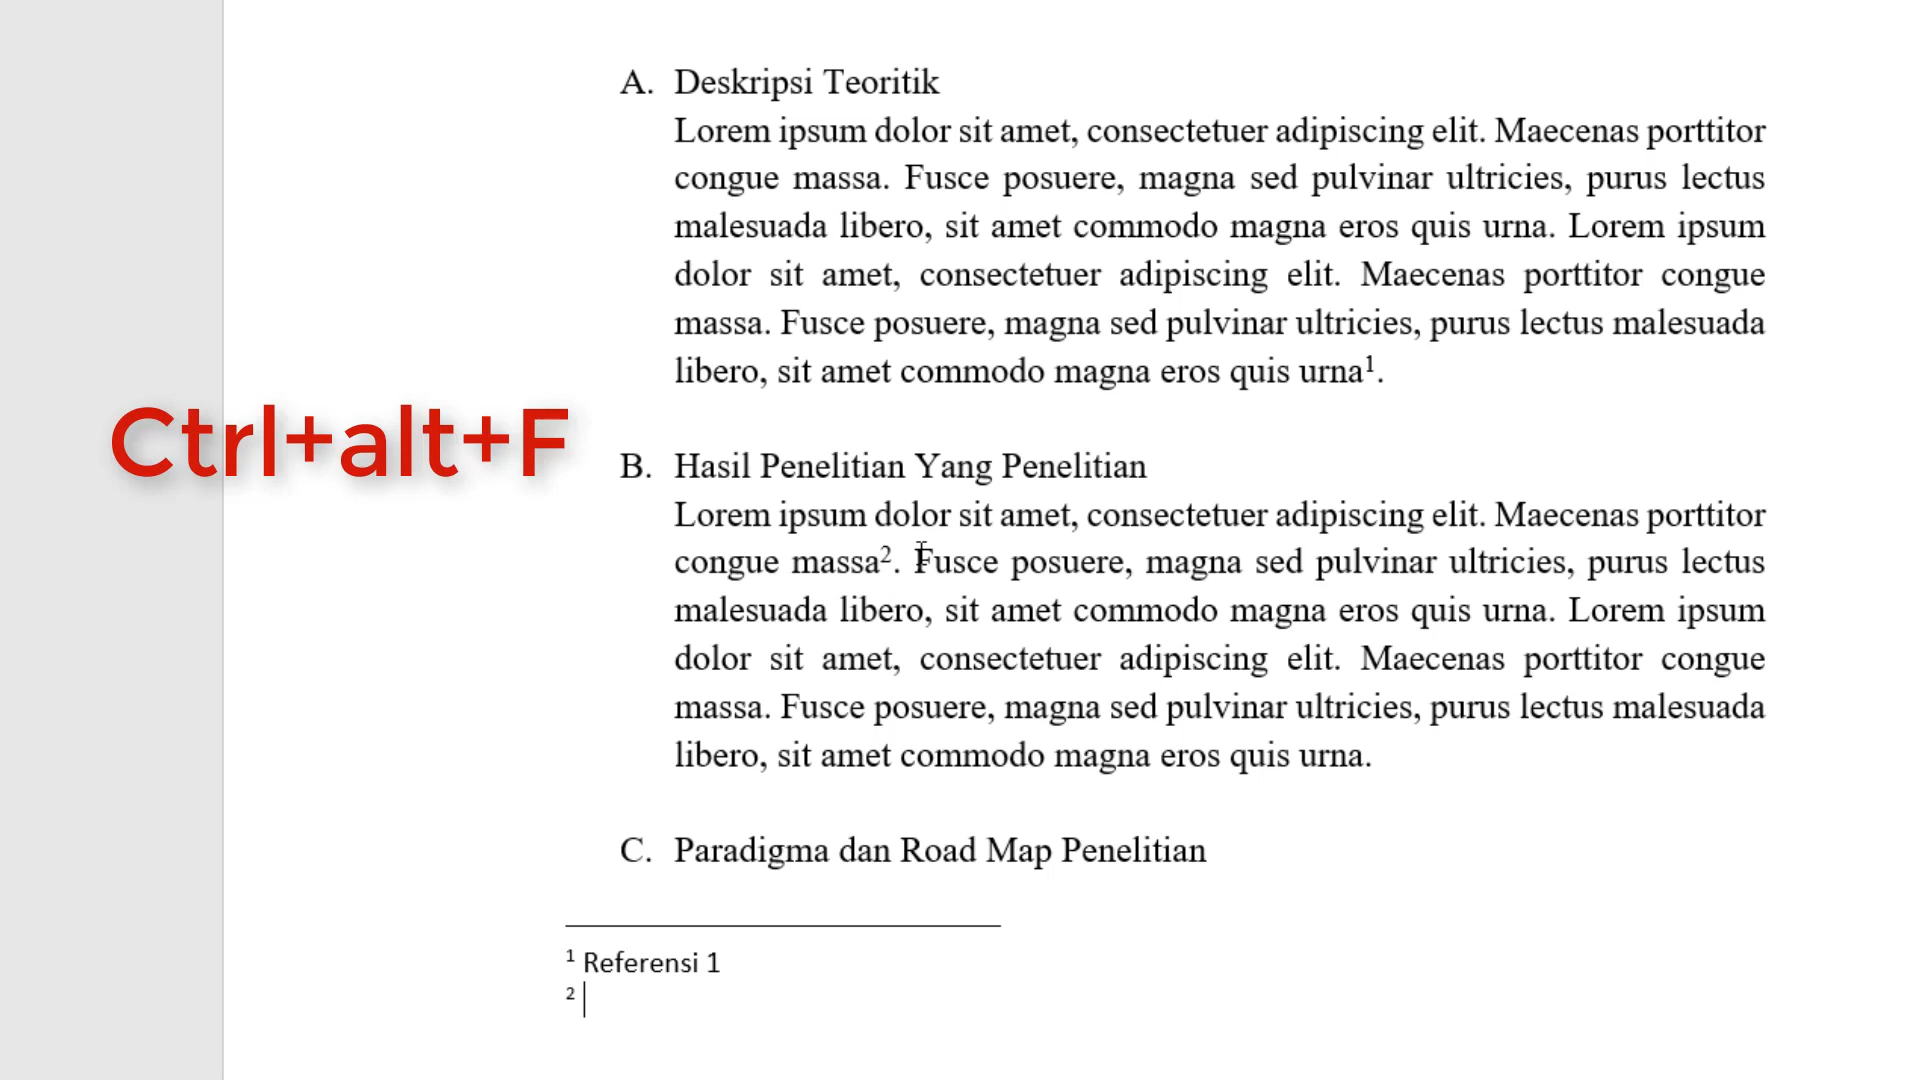 A. Deskripsi Teoritik
Lorem ipsum dolor sit amet, consectetuer adipiscing elit. Maecenas porttitor
congue massa. Fusce posuere, magna sed pulvinar ultricies, purus lectus
malesuada libero, sit amet commodo magna eros quis urna. Lorem ipsum
dolor sit amet, consectetuer adipiscing elit. Maecenas porttitor congue
massa. Fusce posuere, magna sed pulvinar ultricies, purus lectus malesuada
libero, sit amet commodo magna eros quis urna¹.
Ctrl+alt+F
B. Hasil Penelitian Yang Penelitian
Lorem ipsum dolor sit amet, consectetuer adipiscing elit. Maecenas porttitor
congue massa². Fusce posuere, magna sed pulvinar ultricies, purus lectus
malesuada libero, sit amet commodo magna eros quis urna. Lorem ipsum
dolor sit amet, consectetuer adipiscing elit. Maecenas porttitor congue
massa. Fusce posuere, magna sed pulvinar ultricies, purus lectus malesuada
libero, sit amet commodo magna eros quis urna.
C. Paradigma dan Road Map Penelitian
¹ Referensi 1
²